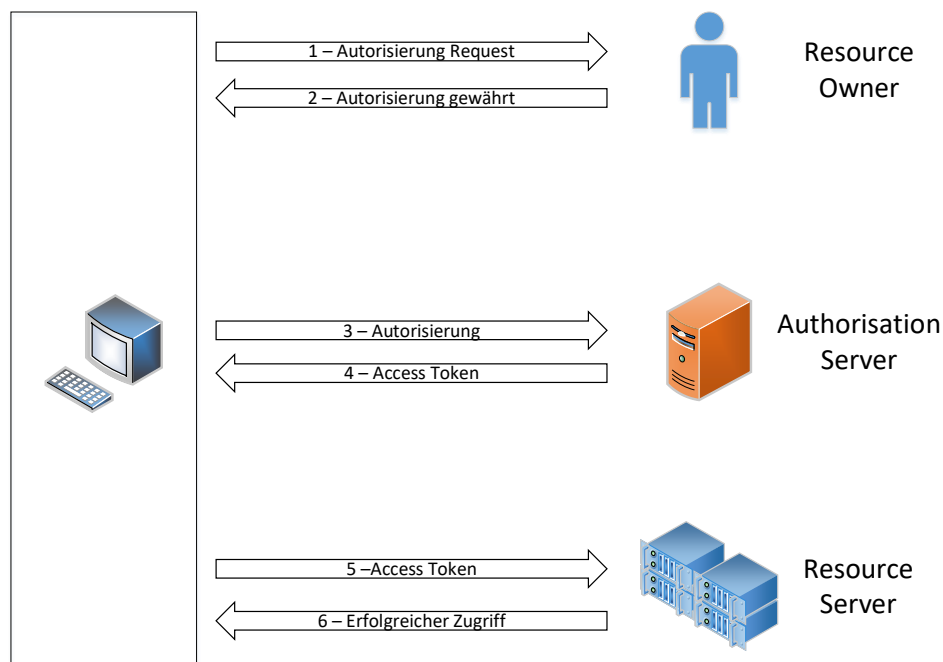 1 – Autorisierung Request
2 – Autorisierung gewährt
Resource
Owner
3 – Autorisierung
4 – Access Token
Authorisation
Server
5 –Access Token
6 – Erfolgreicher Zugriff
Resource
Server